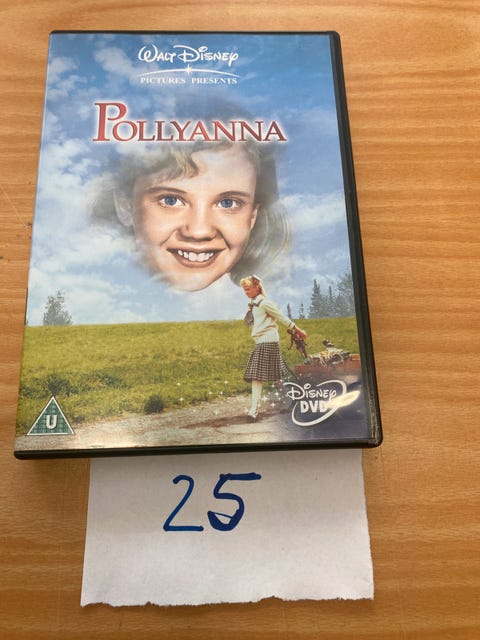 WALT DISNEY
PICTURES PRESENTS
POLLYANNA
DISNEY
DVD
U
25